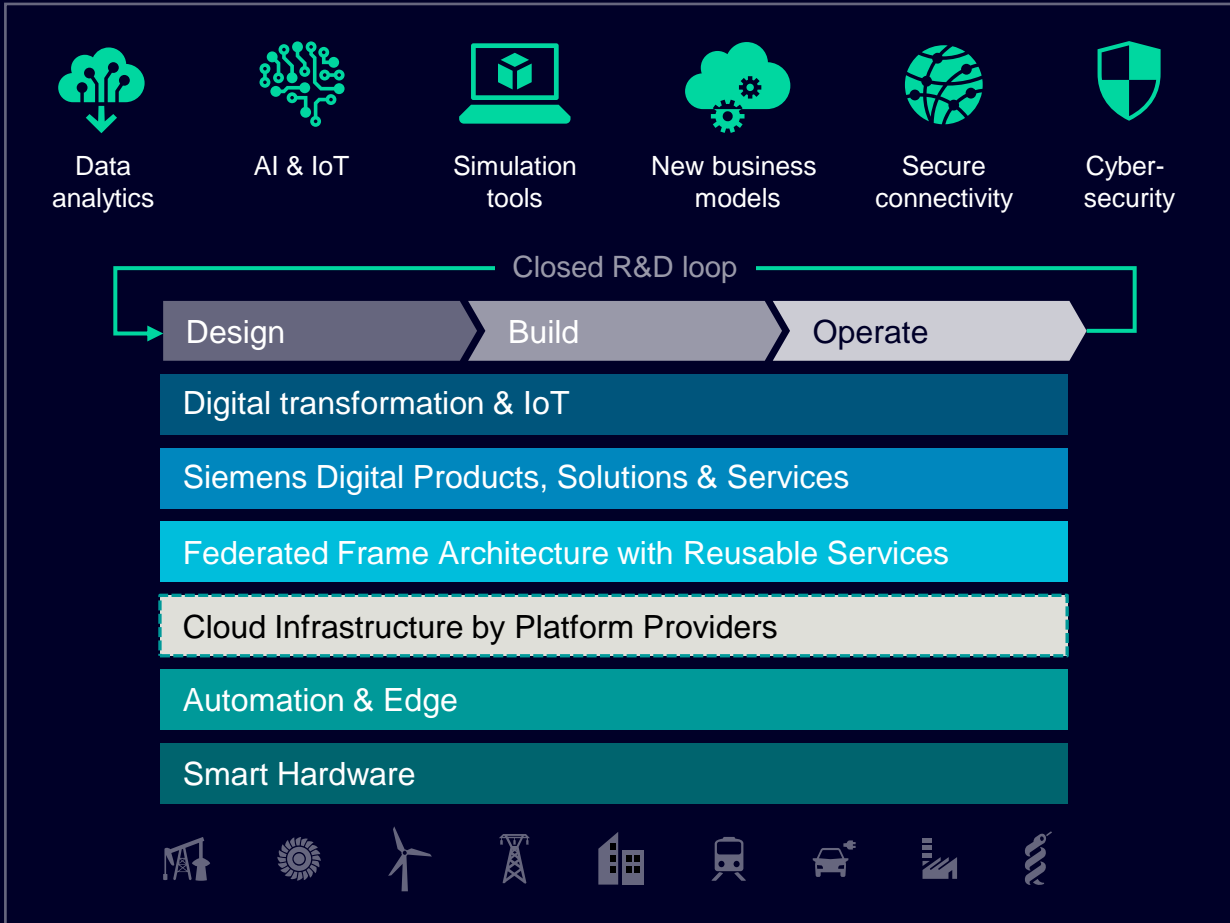 Data
analytics
AI & IoT
Simulation
tools
New business
models
Secure
connectivity
Cyber-
security
Closed R&D loop
Design
Build
Operate
Digital transformation & IoT
Siemens Digital Products, Solutions & Services
Federated Frame Architecture with Reusable Services
Cloud Infrastructure by Platform Providers
Automation & Edge
Smart Hardware